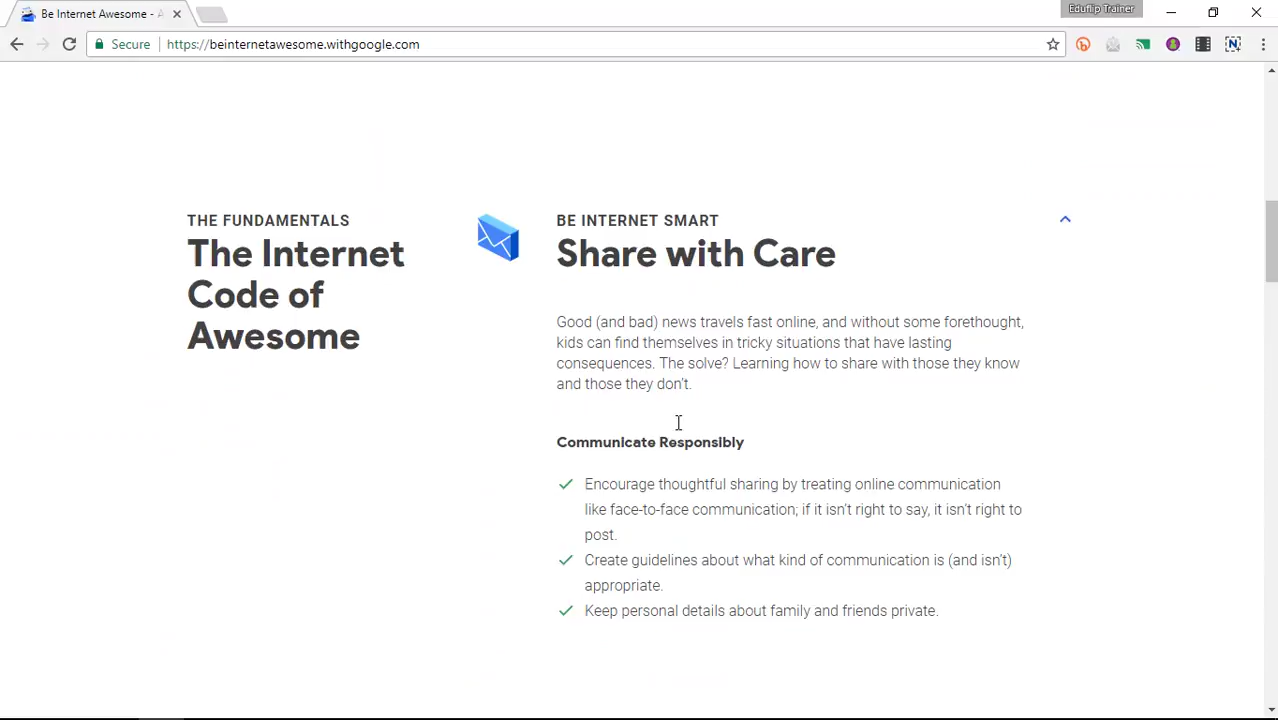 Be Internet Awesome - A
Eduflip Trainer
Secure
https://beinternetawesome.withgoogle.com
N
THE FUNDAMENTALS
The Internet
Code of
Awesome
BE INTERNET SMART
Share with Care
Good (and bad) news travels fast online, and without some forethought,
kids can find themselves in tricky situations that have lasting
consequences. The solve? Learning how to share with those they know
and those they don't.
Communicate Responsibly
Encourage thoughtful sharing by treating online communication
like face-to-face communication; if it isn't right to say, it isn't right to
post.
Create guidelines about what kind of communication is (and isn't)
appropriate.
Keep personal details about family and friends private.